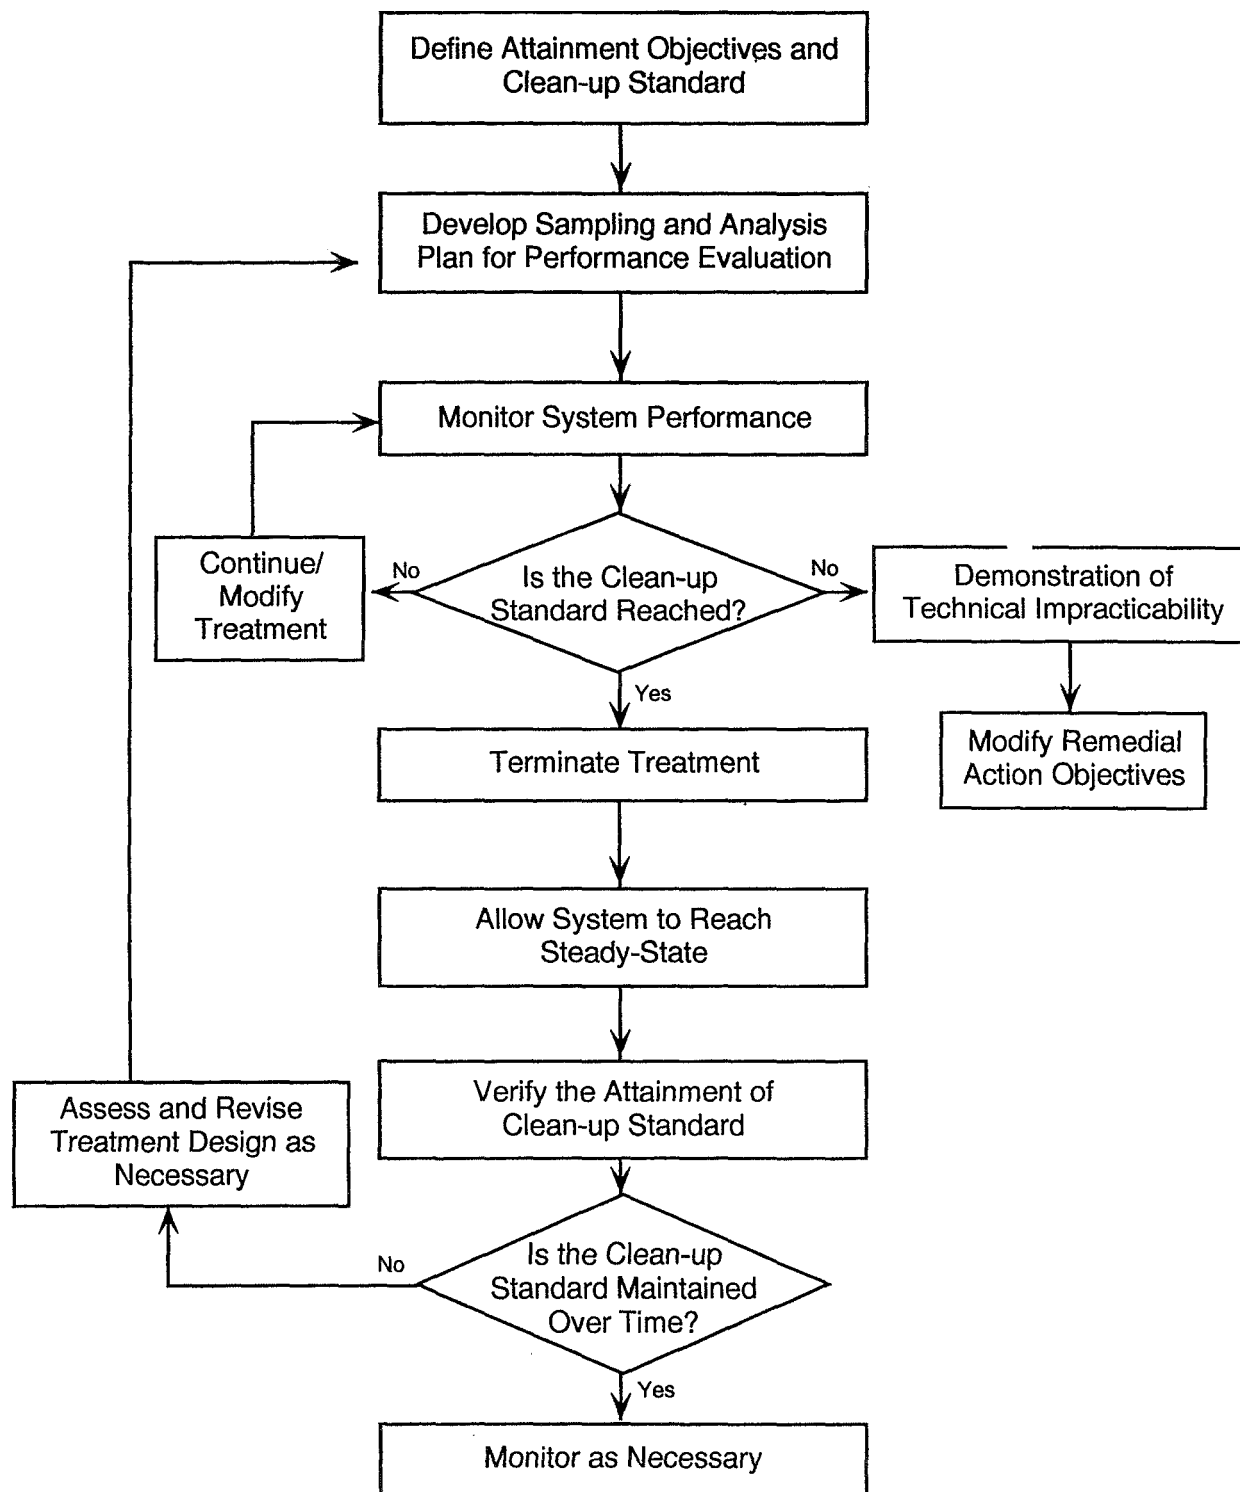 Define Attainment Objectives and
Clean-up Standard
Develop Sampling and Analysis
Plan for Performance Evaluation
Monitor System Performance
Continue/
Modify
Treatment
No
Is the Clean-up
Standard Reached?
No
Demonstration of
Technical Impracticability
Yes
Modify Remedial
Action Objectives
Terminate Treatment
Allow System to Reach
Steady-State
Verify the Attainment of
Clean-up Standard
Assess and Revise
Treatment Design as
Necessary
No
Is the Clean-up
Standard Maintained
Over Time?
Yes
Monitor as Necessary